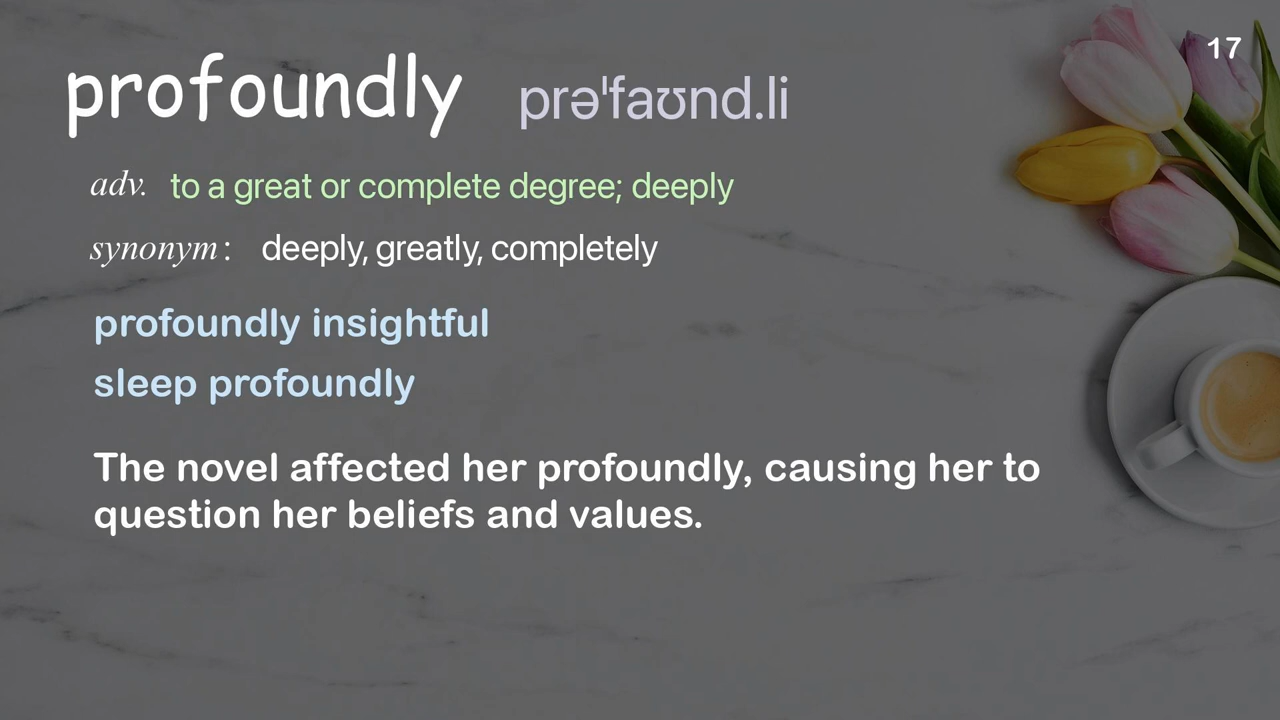 17
profoundly prəˈfaʊnd.li
adv. to a great or complete degree; deeply
synonym: deeply, greatly, completely
profoundly insightful
sleep profoundly
The novel affected her profoundly, causing her to
question her beliefs and values.